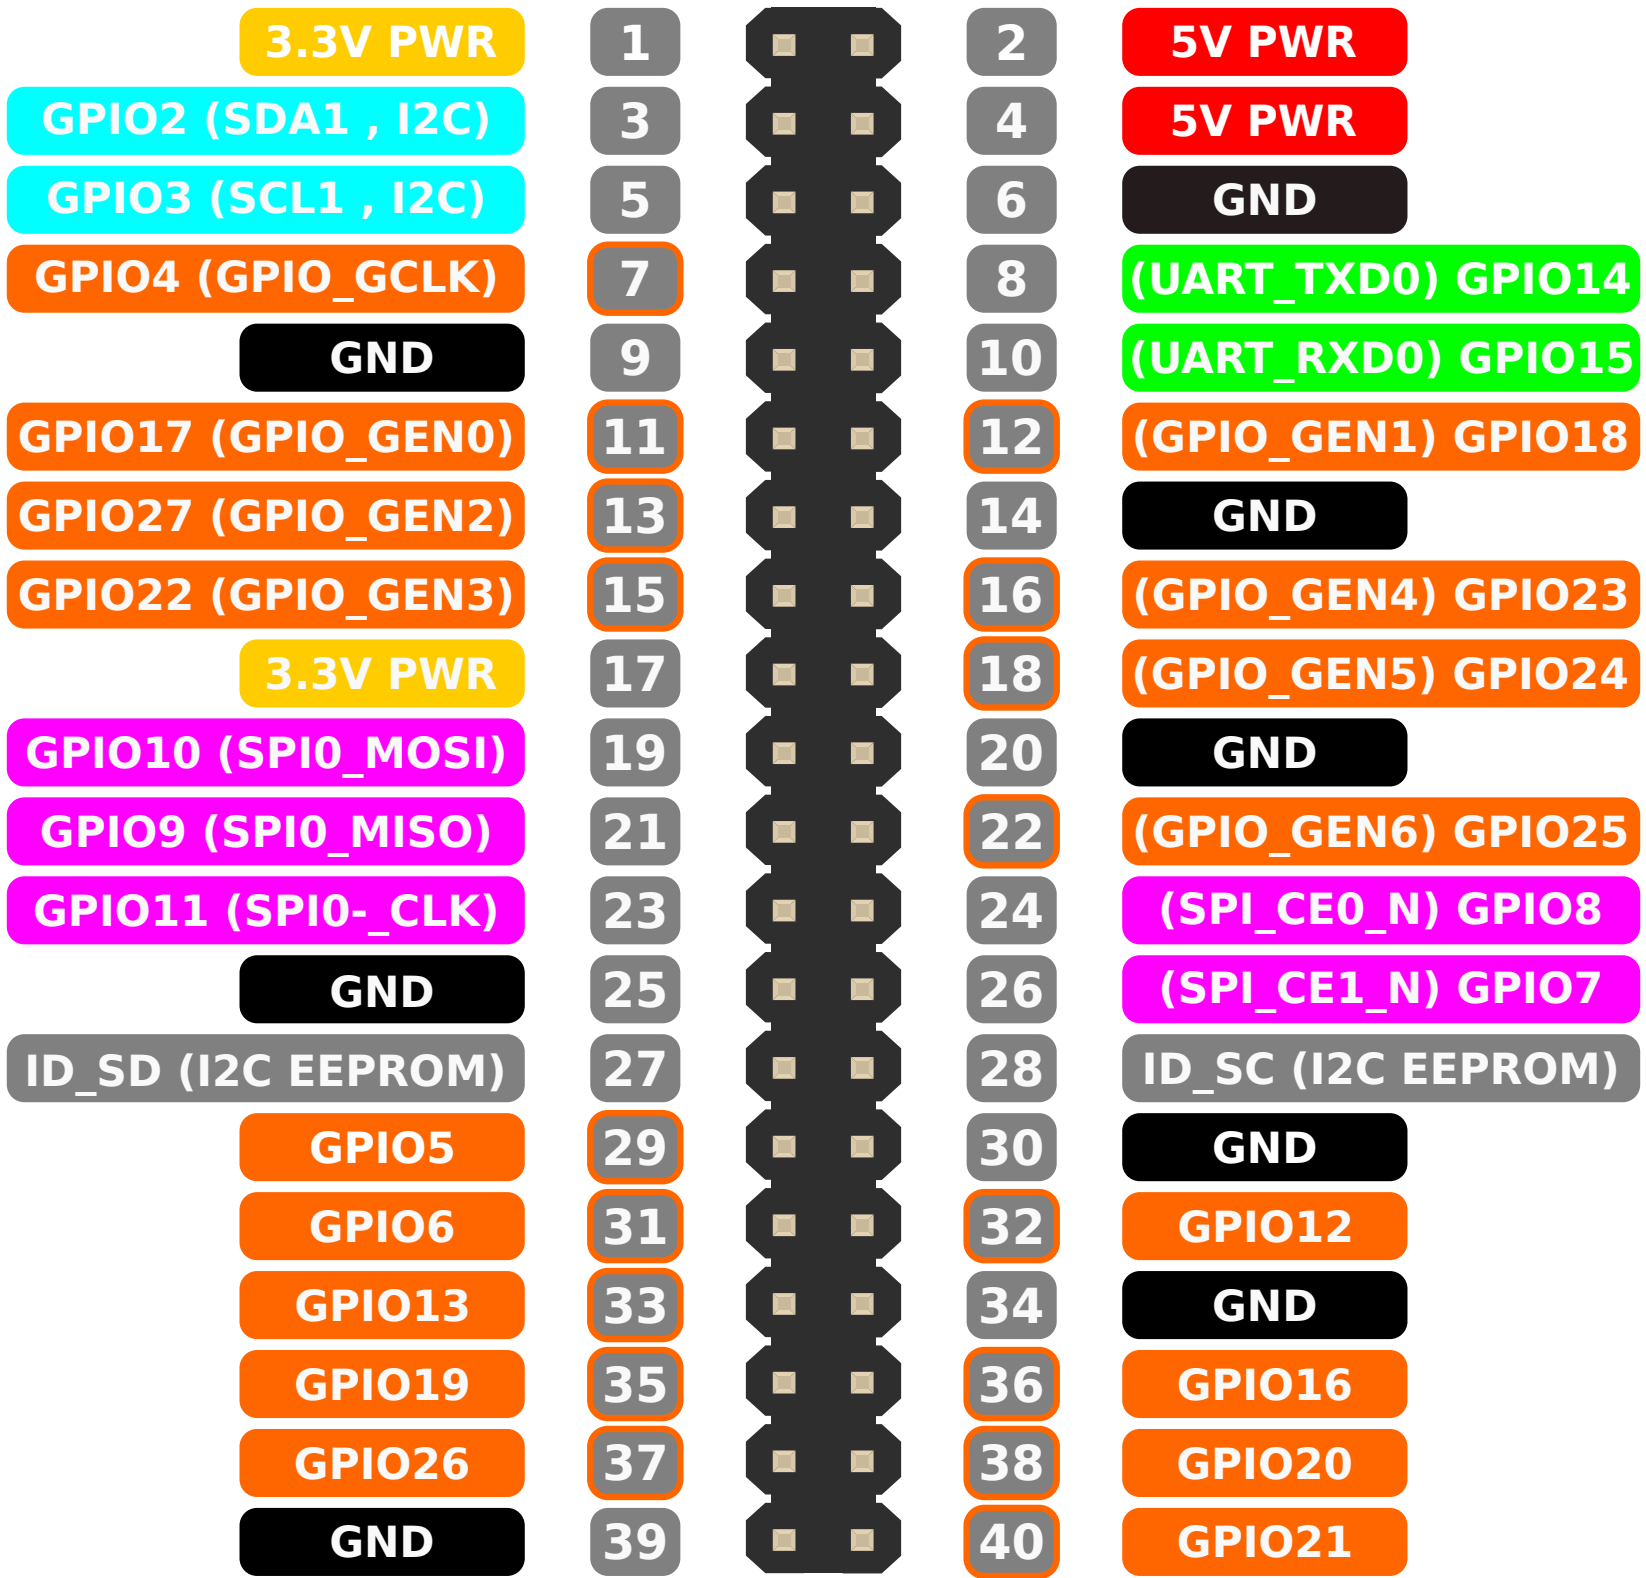 3.3V PWR 1 2 5V PWR
GPIO2 (SDA1 , I2C) 3 4 5V PWR
GPIO3 (SCL1 , I2C) 5 6 GND
GPIO4 (GPIO_GCLK) 7 8 (UART_TXD0) GPIO14
GND 9 10 (UART_RXD0) GPIO15
GPIO17 (GPIO_GEN0) 11 12 (GPIO_GEN1) GPIO18
GPIO27 (GPIO_GEN2) 13 14 GND
GPIO22 (GPIO_GEN3) 15 16 (GPIO_GEN4) GPIO23
3.3V PWR 17 18 (GPIO_GEN5) GPIO24
GPIO10 (SPI0_MOSI) 19 20 GND
GPIO9 (SPI0_MISO) 21 22 (GPIO_GEN6) GPIO25
GPIO11 (SPI0-_CLK) 23 24 (SPI_CE0_N) GPIO8
GND 25 26 (SPI_CE1_N) GPIO7
ID_SD (I2C EEPROM) 27 28 ID_SC (I2C EEPROM)
GPIO5 29 30 GND
GPIO6 31 32 GPIO12
GPIO13 33 34 GND
GPIO19 35 36 GPIO16
GPIO26 37 38 GPIO20
GND 39 40 GPIO21